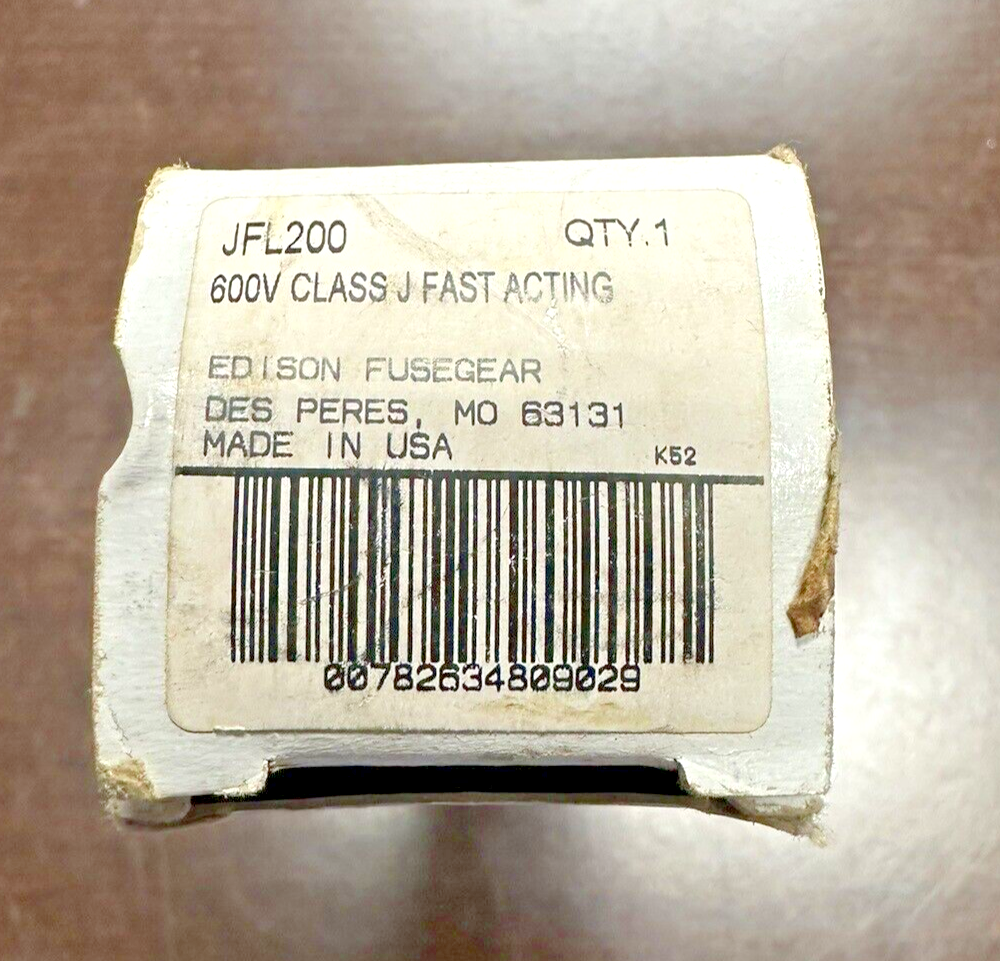 JFL200 QTY.1
600V CLASS J FAST ACTING
EDISON FUSEGEAR
DES PERES, MO 63131
MADE IN USA K52
00782634809029